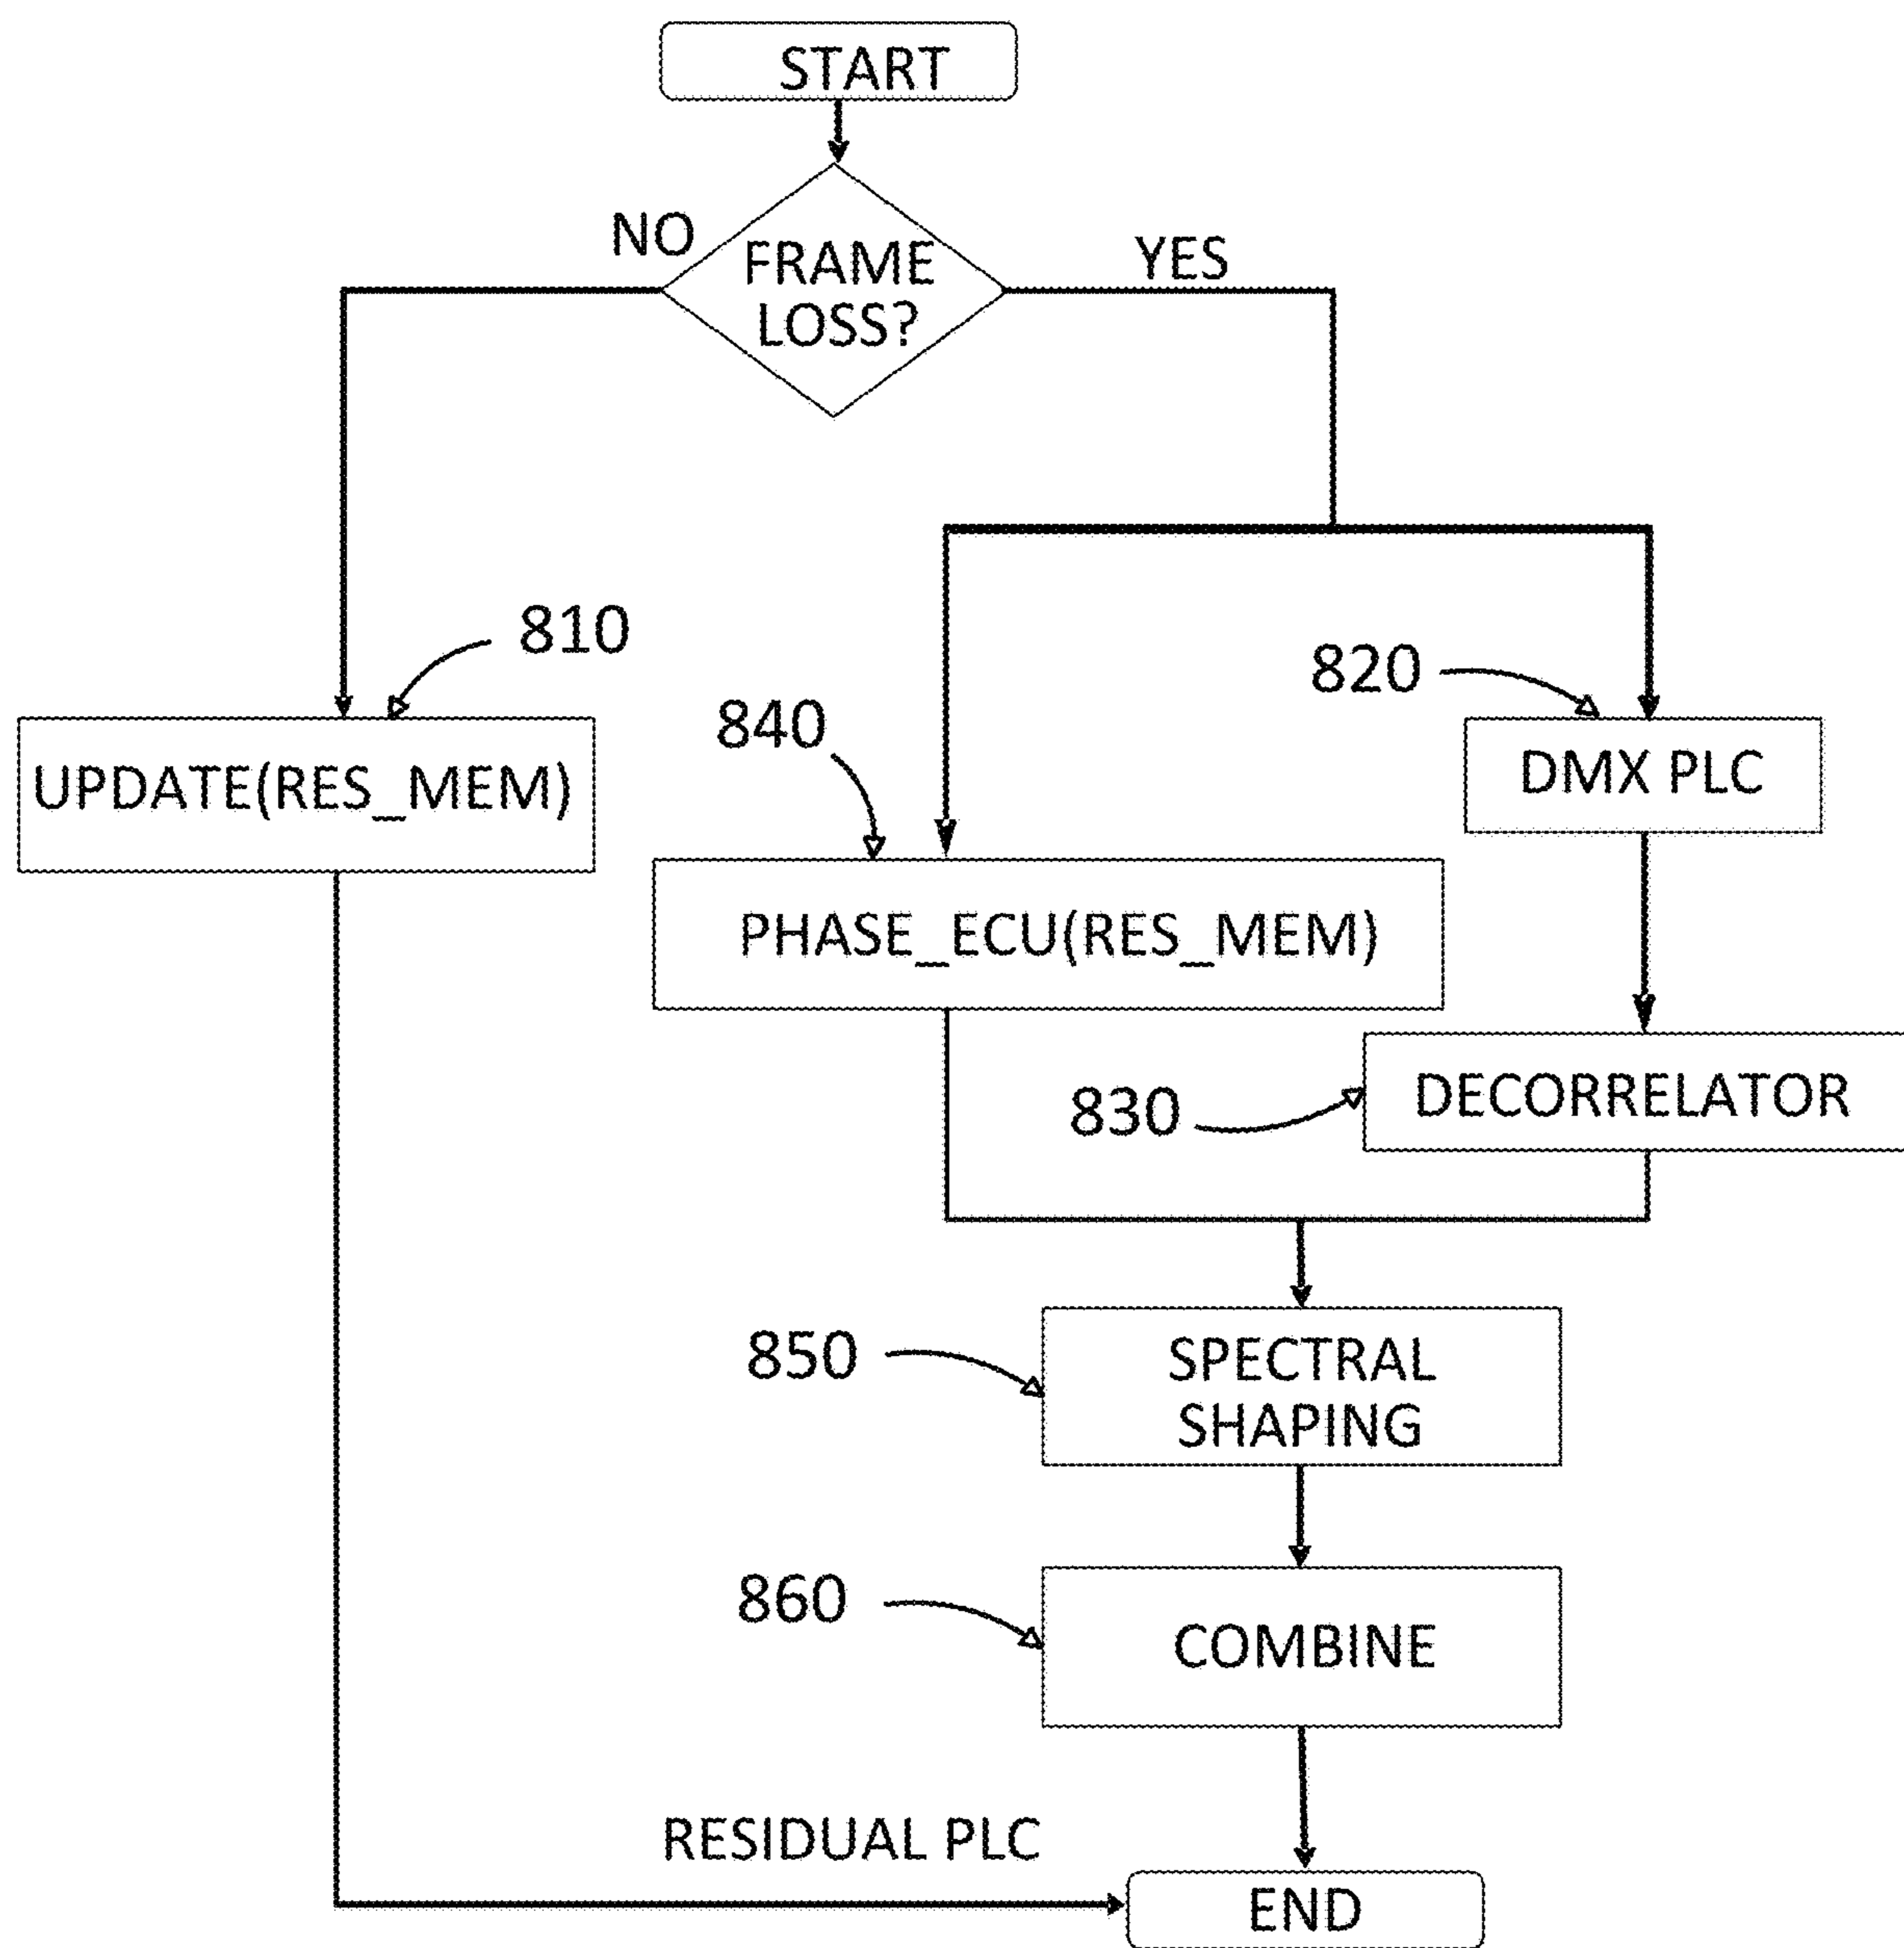 START
NO
YES
FRAME
LOSS?
810
820
840
UPDATE(RES_MEM)
DMX PLC
PHASE_ECU(RES_MEM)
830
DECORRELATOR
850
SPECTRAL
SHAPING
860
COMBINE
RESIDUAL PLC
END